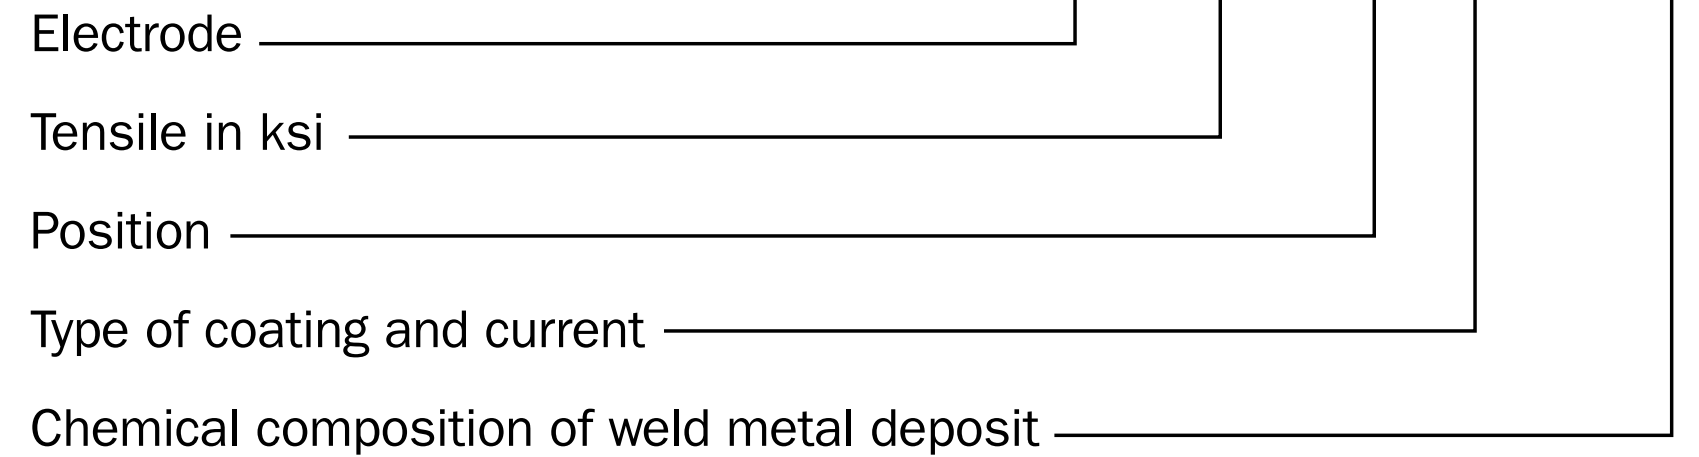 Electrode
Tensile in ksi
Position
Type of coating and current
Chemical composition of weld metal deposit